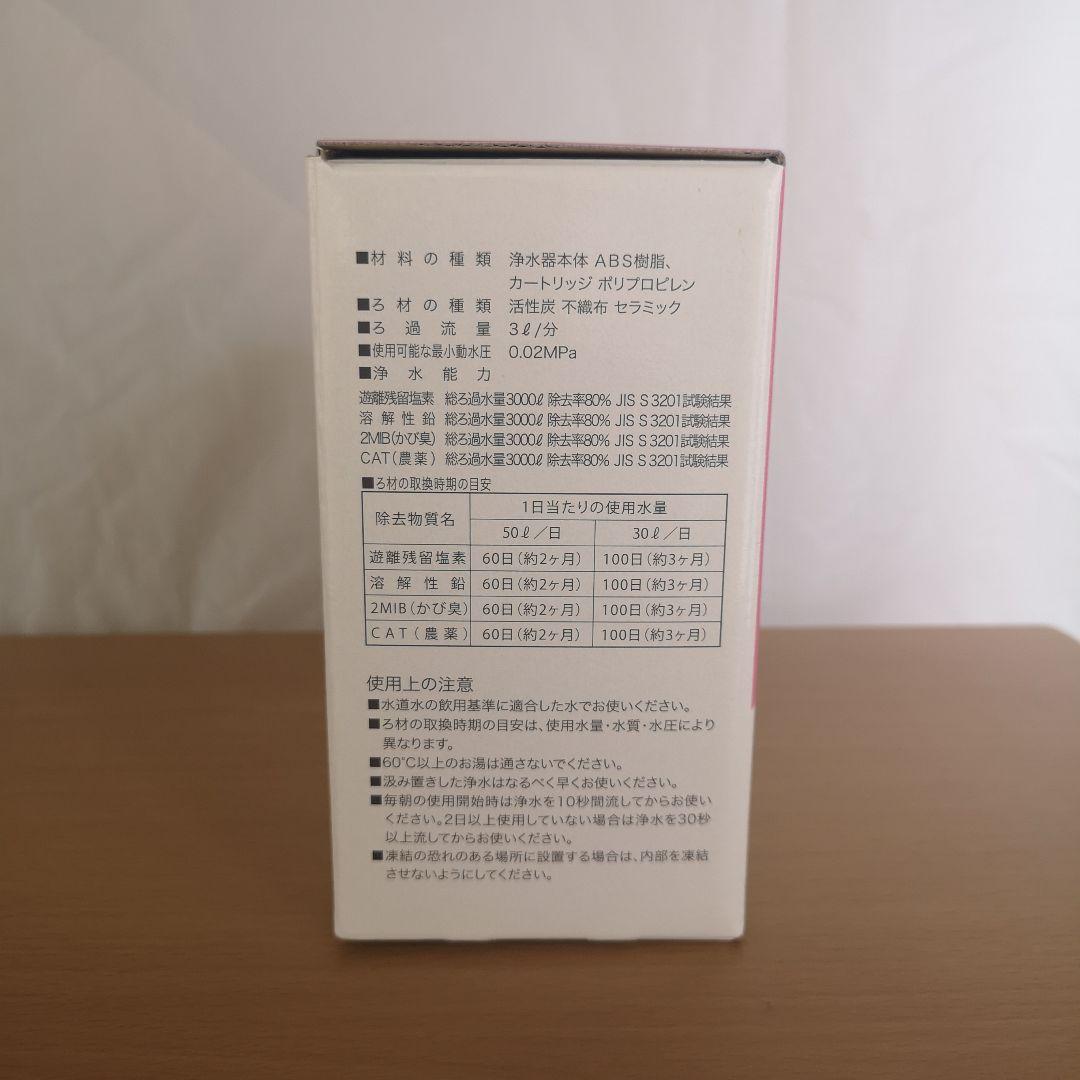 ■材料の種類 浄水器本体 ABS樹脂、
カートリッジ ポリプロピレン
■ろ材の種類 活性炭 不織布 セラミック
■ろ過流量 3ℓ/分
■使用可能な最小動水圧 0.02MPa
■浄水能力
遊離残留塩素 総ろ過水量3000ℓ 除去率80% JIS S 3201試験結果
溶解性鉛 総ろ過水量3000ℓ 除去率80% JIS S 3201試験結果
2MIB(かび臭) 総ろ過水量3000ℓ 除去率80% JIS S 3201試験結果
CAT(農薬) 総ろ過水量3000ℓ 除去率80% JIS S 3201試験結果
■ろ材の取換時期の目安
除去物質名 1日当たりの使用水量
50ℓ/日 30ℓ/日
遊離残留塩素 60日(約2ヶ月) 100日(約3ヶ月)
溶解性鉛 60日(約2ヶ月) 100日(約3ヶ月)
2MIB(かび臭) 60日(約2ヶ月) 100日(約3ヶ月)
CAT(農薬) 60日(約2ヶ月) 100日(約3ヶ月)
使用上の注意
■水道水の飲用基準に適合した水でお使いください。
■ろ材の取換時期の目安は、使用水量・水質・水圧により
異なります。
■60℃以上のお湯は通さないでください。
■汲み置きした浄水はなるべく早くお使いください。
■毎朝の使用開始時は浄水を10秒間流してからお使い
ください。2日以上使用していない場合は浄水を30秒
以上流してからお使いください。
■凍結の恐れのある場所に設置する場合は、内部を凍結
させないようにしてください。